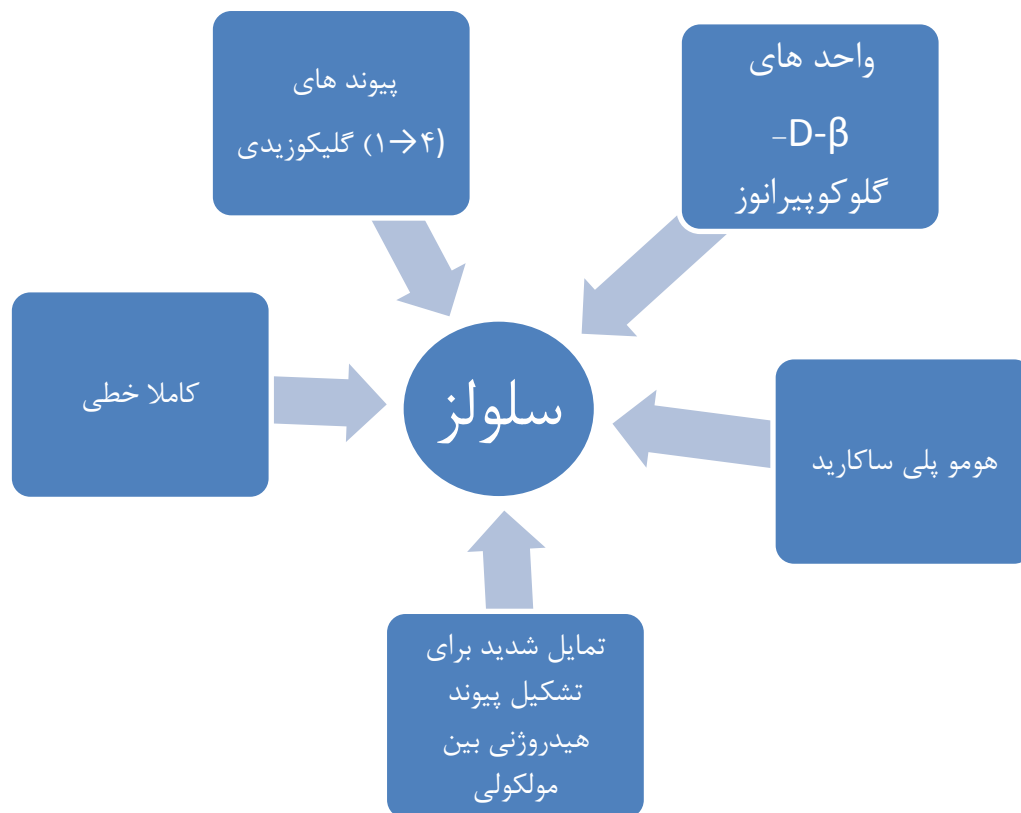 واحد های
–D-β
گلوکوپیرانوز
پیوند های
(۱→۴) گلیکوزیدی
سلولز
کاملا خطی
هومو پلی ساکارید
تمایل شدید برای
تشکیل پیوند
هیدروژنی بین
مولکولی